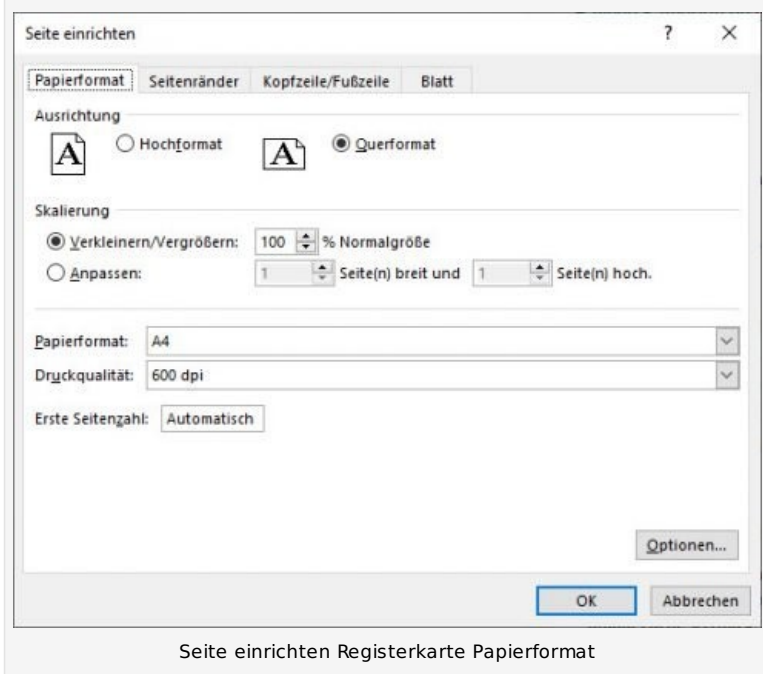 Seite einrichten ? ×
Papierformat Seitenränder Kopfzeile/Fußzeile Blatt
Ausrichtung
A Hochformat A Querformat
Skalierung
Verkleinern/Vergrößern: 100 % Normalgröße
Anpassen: 1 Seite(n) breit und 1 Seite(n) hoch.
Papierformat: A4
Druckqualität: 600 dpi
Erste Seitenzahl: Automatisch
Optionen...
OK Abbrechen
Seite einrichten Registerkarte Papierformat